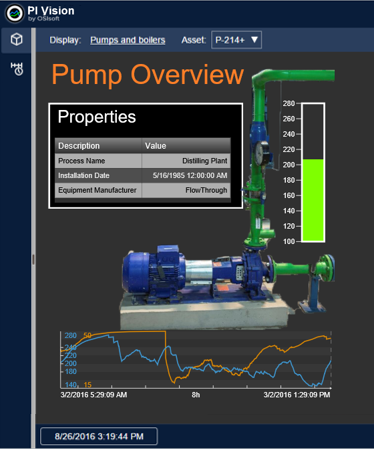 PI Vision
by OSIsoft
Display: Pumps and boilers Asset: P-214+
Pump Overview
Properties
Description Value
Process Name Distilling Plant
Installation Date 5/16/1985 12:00:00 AM
Equipment Manufacturer FlowThrough
280
260
240
220
200
180
160
140
120
100
280 50
260
220
200
180
140 15
3/2/2016 5:29:09 AM 8h 3/2/2016 1:29:09 PM
8/26/2016 3:19:44 PM